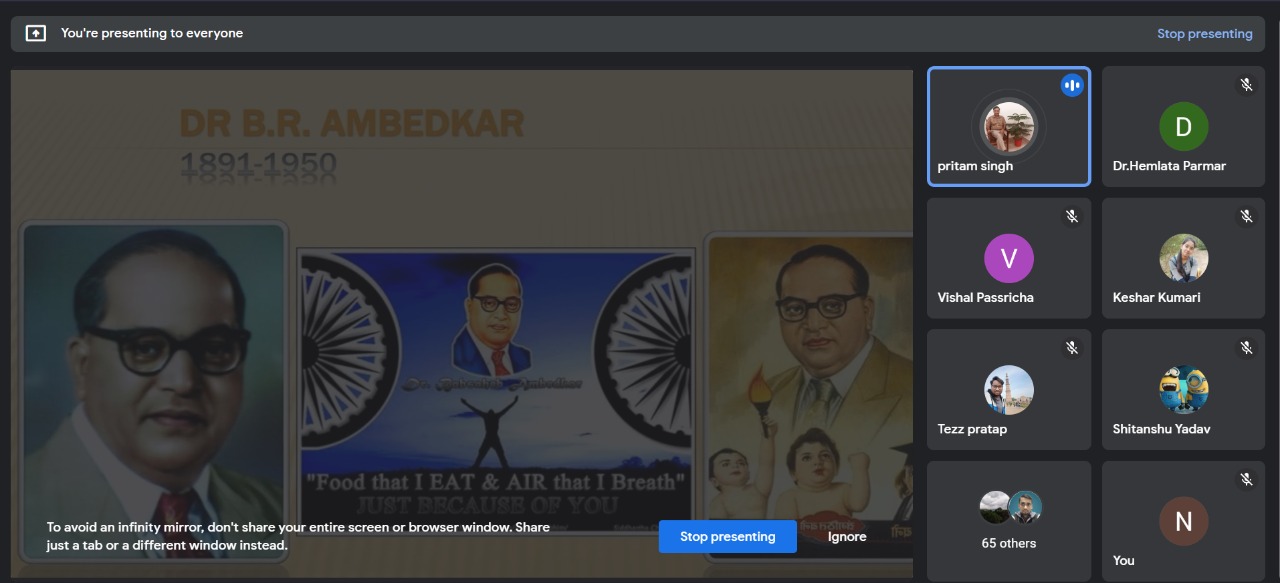 You're presenting to everyone
Stop presenting
DR B.R. AMBEDKAR
1891-1950
Dr. Babasaheb Ambedkar
"Food that I EAT & AIR that I Breath"
JUST BECAUSE OF YOU
To avoid an infinity mirror, don't share your entire screen or browser window. Share
just a tab or a different window instead.
Stop presenting
Ignore
pritam singh
D
Dr.Hemlata Parmar
V
Vishal Passricha
Keshar Kumari
Tezz pratap
Shitanshu Yadav
65 others
N
You